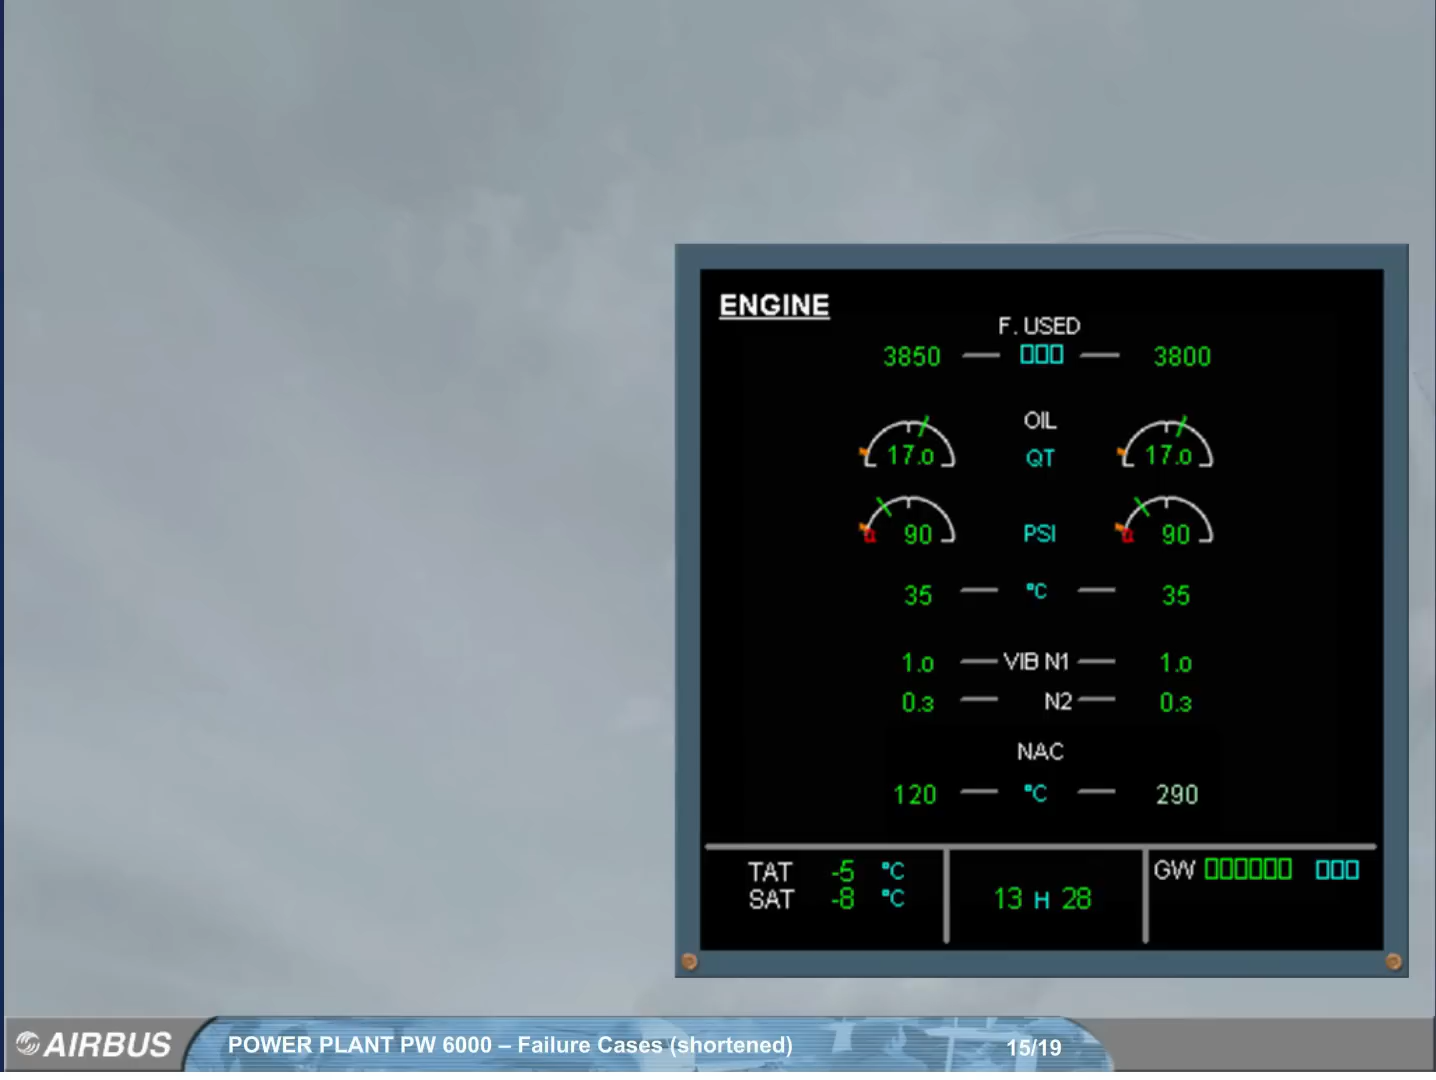 ENGINE
F. USED
3850 3800
OIL
17.0 QT 17.0
90 PSI 90
35 °C 35
1.0 VIB N1 1.0
0.3 N2 0.3
NAC
120 °C 290
TAT -5 °C
SAT -8 °C
13 H 28
GW
AIRBUS
POWER PLANT PW 6000 – Failure Cases (shortened)
15/19